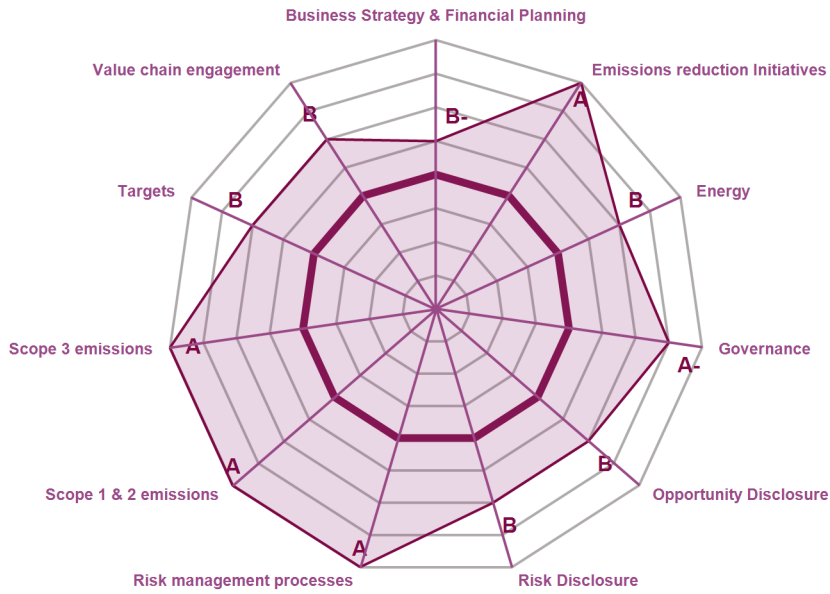 Business Strategy & Financial Planning
Value chain engagement
Emissions reduction Initiatives
A
B
B-
Targets
B
B
Energy
Scope 3 emissions
A
Governance
A-
A
B
Scope 1 & 2 emissions
Opportunity Disclosure
B
A
Risk management processes
Risk Disclosure